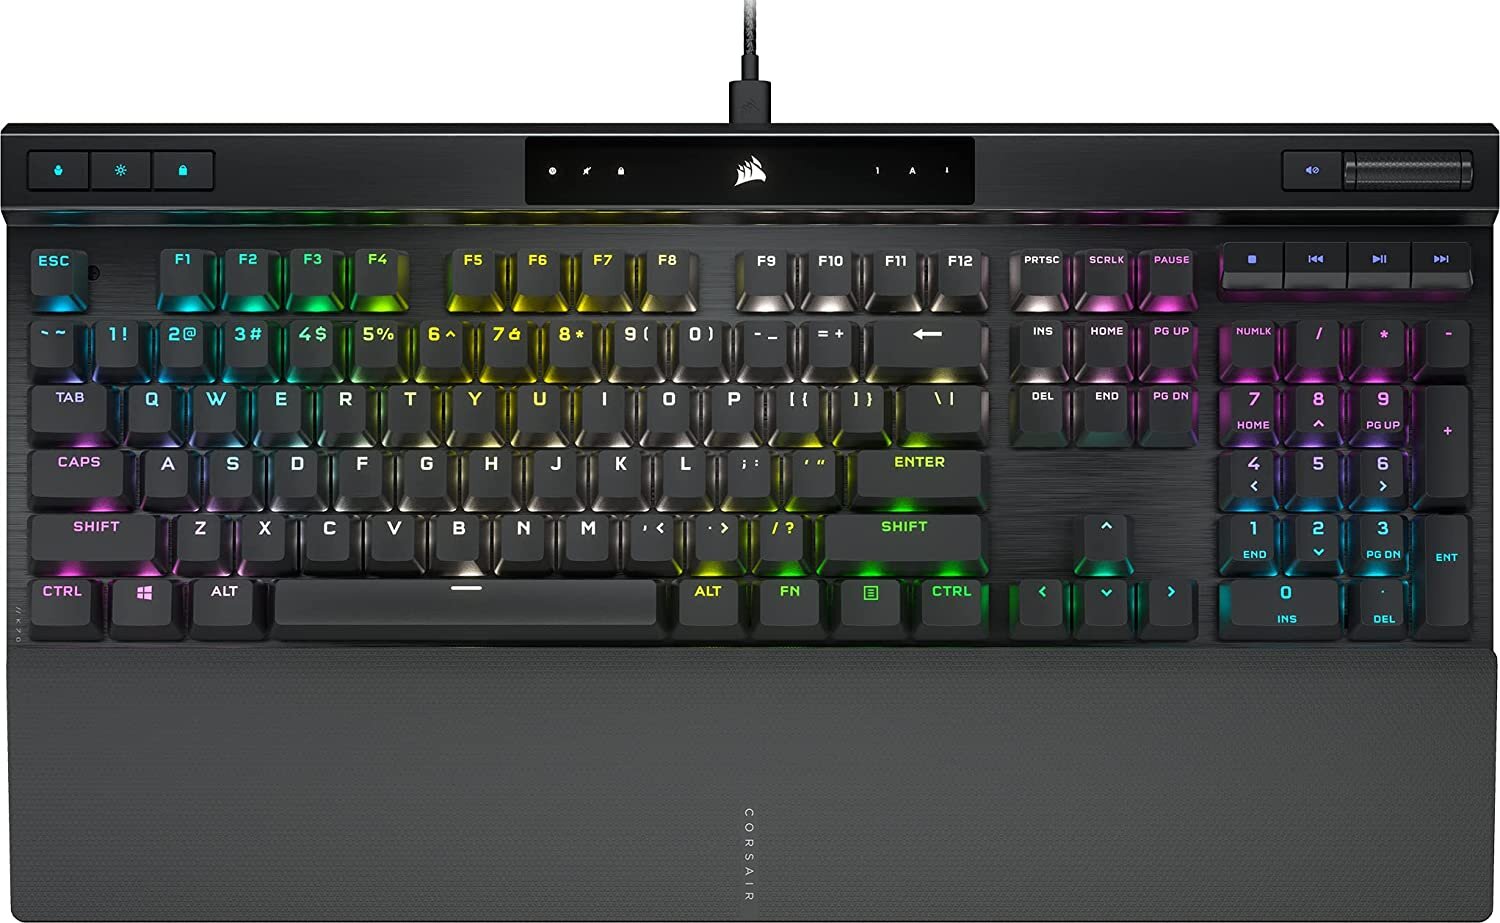 1 A ↓
ESC F1 F2 F3 F4 F5 F6 F7 F8 F9 F10 F11 F12 PRTSC SCRLK PAUSE
` ~ 1 ! 2 @ 3 # 4 $ 5 % 6 ^ 7 & 8 * 9 ( 0 ) - _ = + ← INS HOME PG UP NUMLK / * -
TAB Q W E R T Y U I O P [ { ] } \ | DEL END PG DN 7 HOME 8 ^ 9 PG UP +
CAPS A S D F G H J K L ; : ' " ENTER 4 < 5 6 >
SHIFT Z X C V B N M , < . > / ? SHIFT ^ 1 END 2 ⌄ 3 PG DN ENT
CTRL ALT ALT FN CTRL < ⌄ > 0 INS . DEL
//K70
CORSAIR